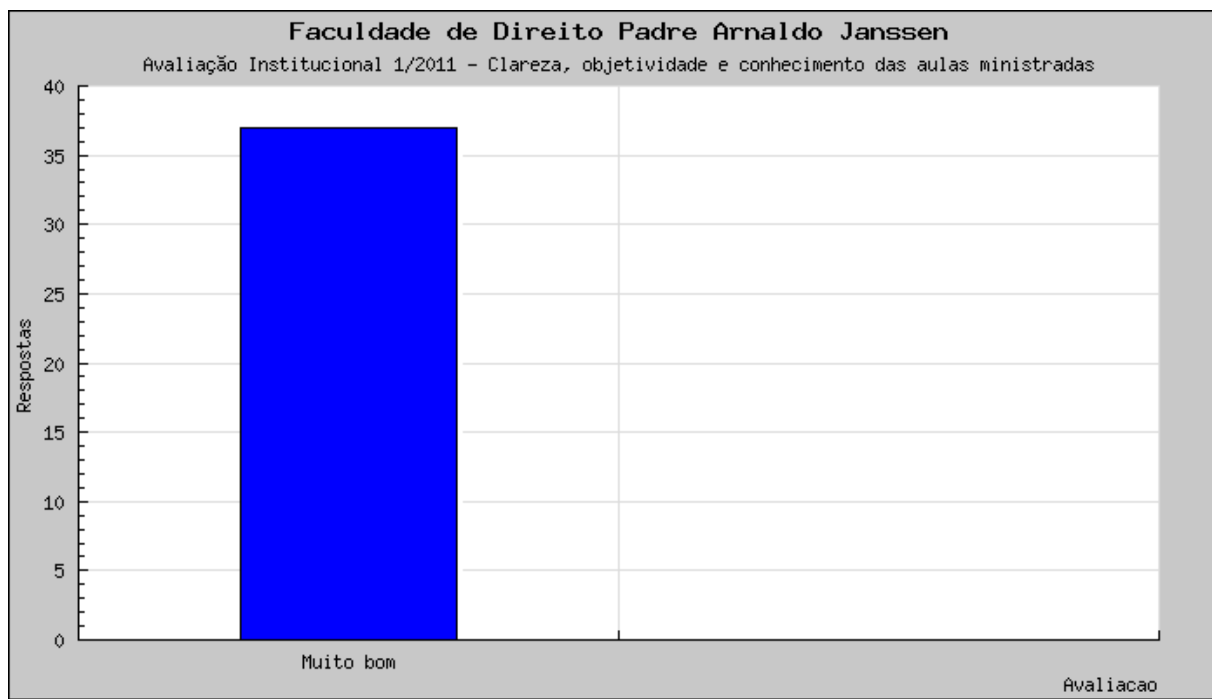 Faculdade de Direito Padre Arnaldo Janssen
Avaliação Institucional 1/2011 - Clareza, objetividade e conhecimento das aulas ministradas
40
35
30
25
20
15
10
5
0
Respostas
Muito bom
Avaliacao